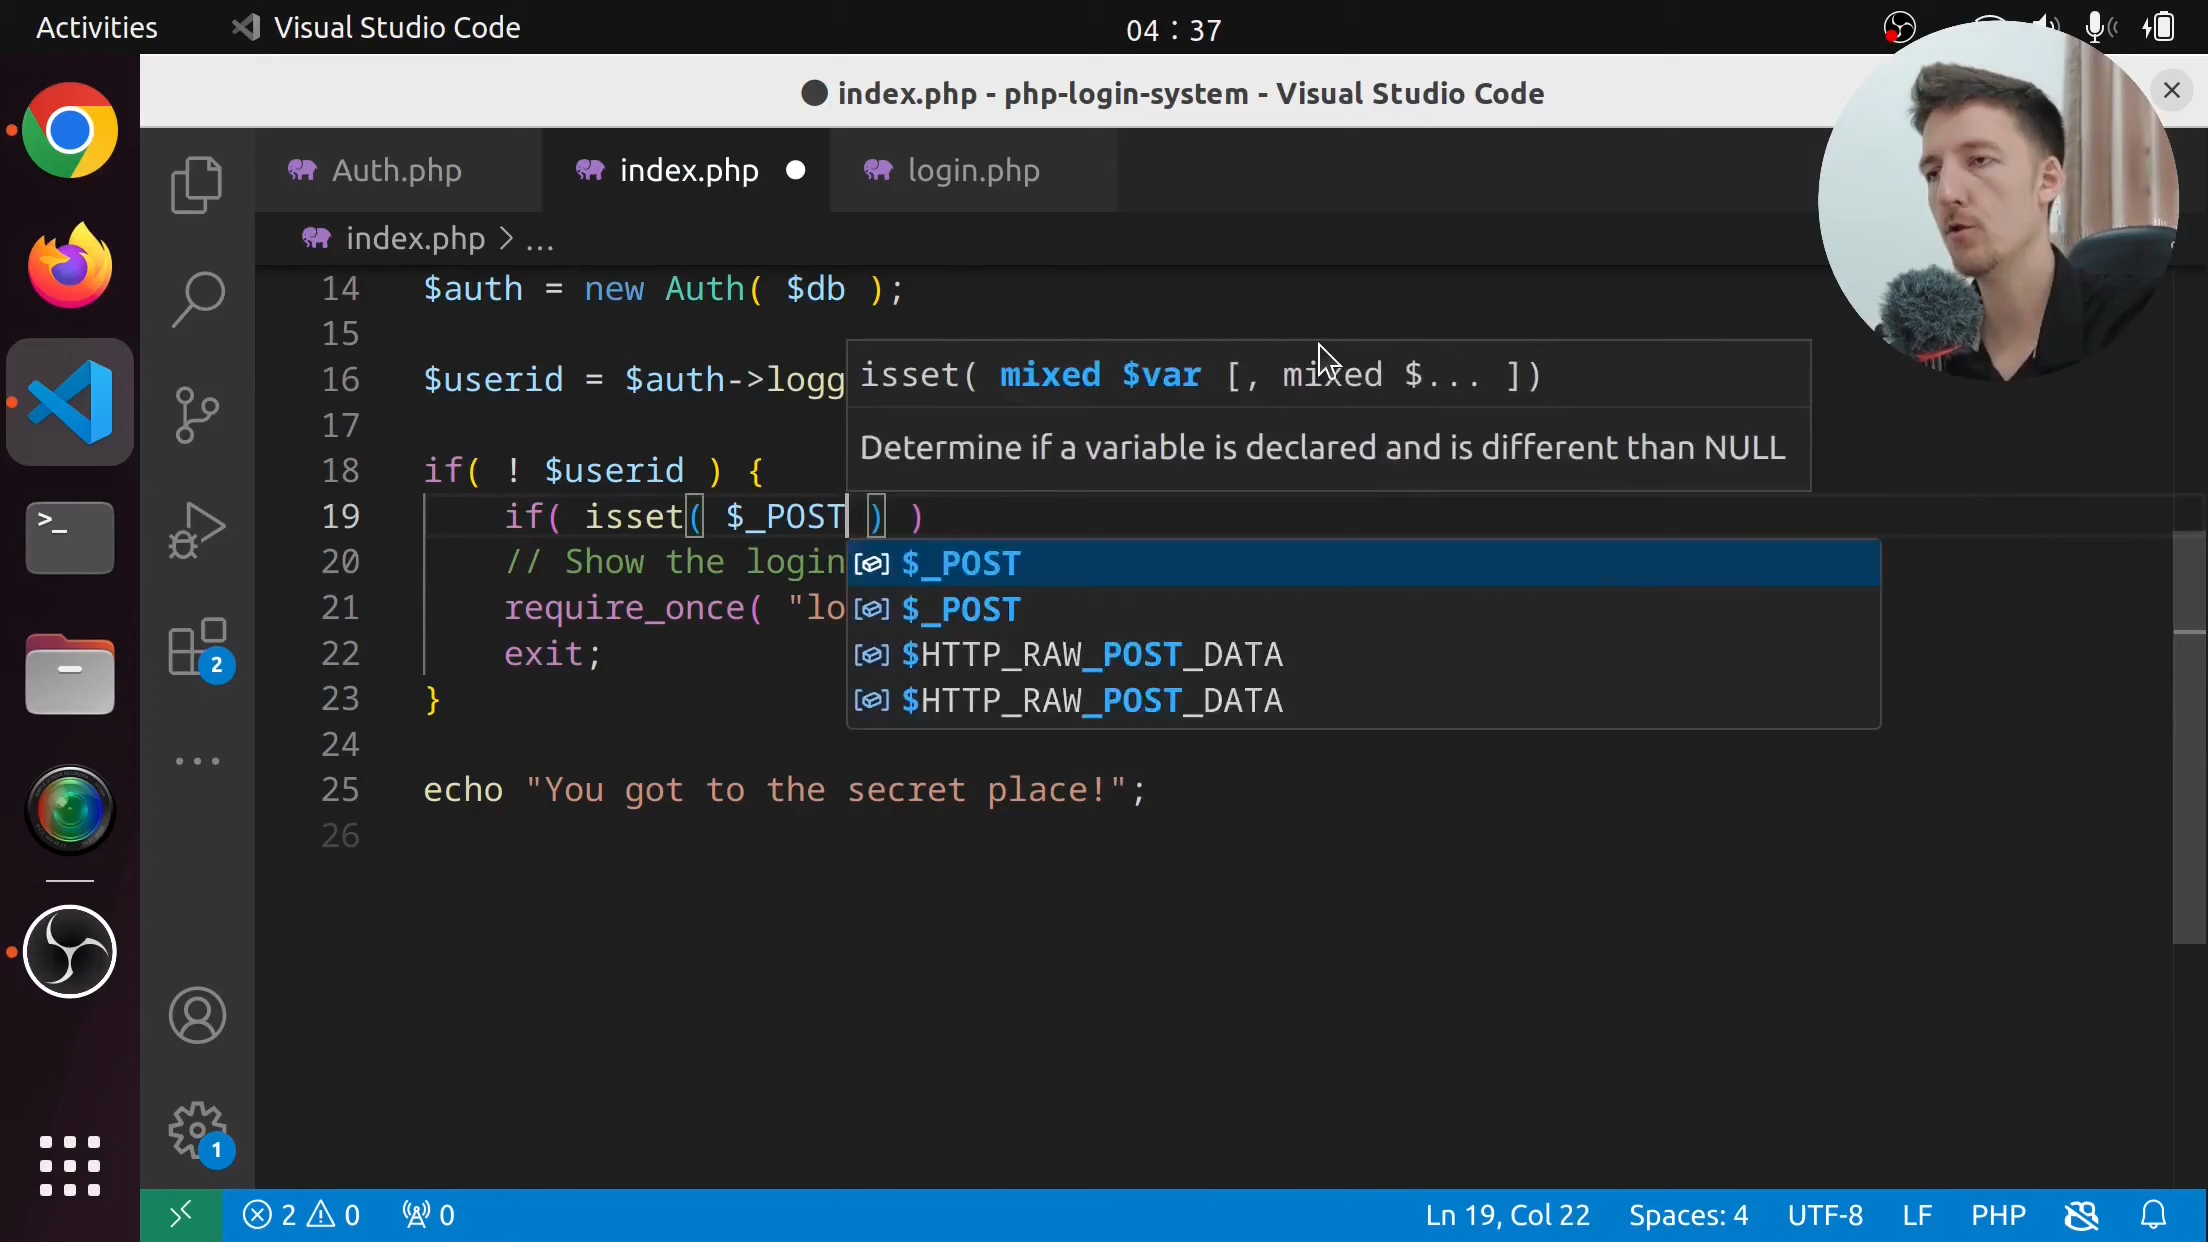 Activities
Visual Studio Code
04 : 37
index.php - php-login-system - Visual Studio Code
Auth.php
index.php
login.php
index.php > ...
14 $auth = new Auth( $db );
15
16 $userid = $auth->logg
17
18 if( ! $userid ) {
19 if( isset( $_POST ) )
20 // Show the login
21 require_once( "lo
22 exit;
23 }
24
25 echo "You got to the secret place!";
26
isset( mixed $var [, mixed $... ])
Determine if a variable is declared and is different than NULL
$_POST
$_POST
$HTTP_RAW_POST_DATA
$HTTP_RAW_POST_DATA
2
1
2 0 0
Ln 19, Col 22
Spaces: 4
UTF-8
LF
PHP